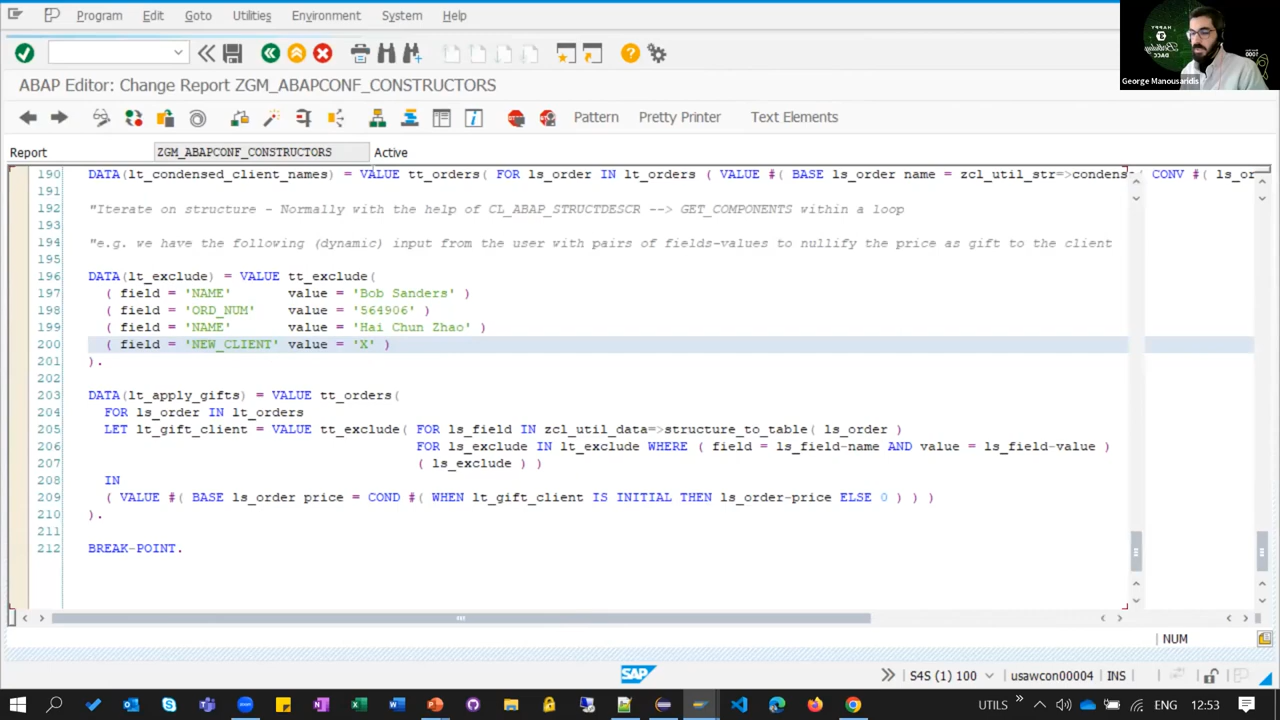 Program Edit Goto Utilities Environment System Help
HAPPY
Birthday
DACC
George Manousaridis
ABAP Editor: Change Report ZGM_ABAPCONF_CONSTRUCTORS
Pattern Pretty Printer Text Elements
Report ZGM_ABAPCONF_CONSTRUCTORS Active
190 DATA(lt_condensed_client_names) = VALUE tt_orders( FOR ls_order IN lt_orders ( VALUE #( BASE ls_order name = zcl_util_str=>condens ( CONV #( ls_or
191
192 "Iterate on structure - Normally with the help of CL_ABAP_STRUCTDESCR --> GET_COMPONENTS within a loop
193
194 "e.g. we have the following (dynamic) input from the user with pairs of fields-values to nullify the price as gift to the client
195
196 DATA(lt_exclude) = VALUE tt_exclude(
197 ( field = 'NAME' value = 'Bob Sanders' )
198 ( field = 'ORD_NUM' value = '564906' )
199 ( field = 'NAME' value = 'Hai Chun Zhao' )
200 ( field = 'NEW_CLIENT' value = 'X' )
201 ).
202
203 DATA(lt_apply_gifts) = VALUE tt_orders(
204 FOR ls_order IN lt_orders
205 LET lt_gift_client = VALUE tt_exclude( FOR ls_field IN zcl_util_data=>structure_to_table( ls_order )
206 FOR ls_exclude IN lt_exclude WHERE ( field = ls_field-name AND value = ls_field-value )
207 ( ls_exclude ) )
208 IN
209 ( VALUE #( BASE ls_order price = COND #( WHEN lt_gift_client IS INITIAL THEN ls_order-price ELSE 0 ) ) )
210 ).
211
212 BREAK-POINT.
NUM
SAP
S4S (1) 100 usawcon00004 INS
UTILS ENG 12:53